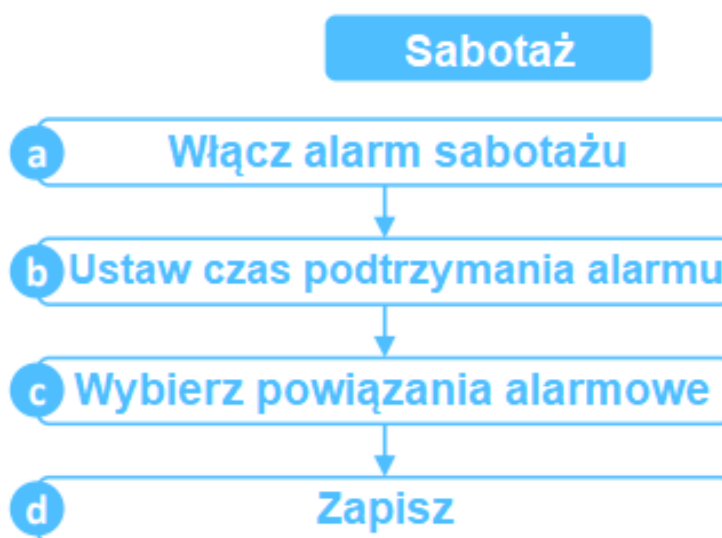 Sabotaż
a Włącz alarm sabotażu
b Ustaw czas podtrzymania alarmu
c Wybierz powiązania alarmowe
d Zapisz